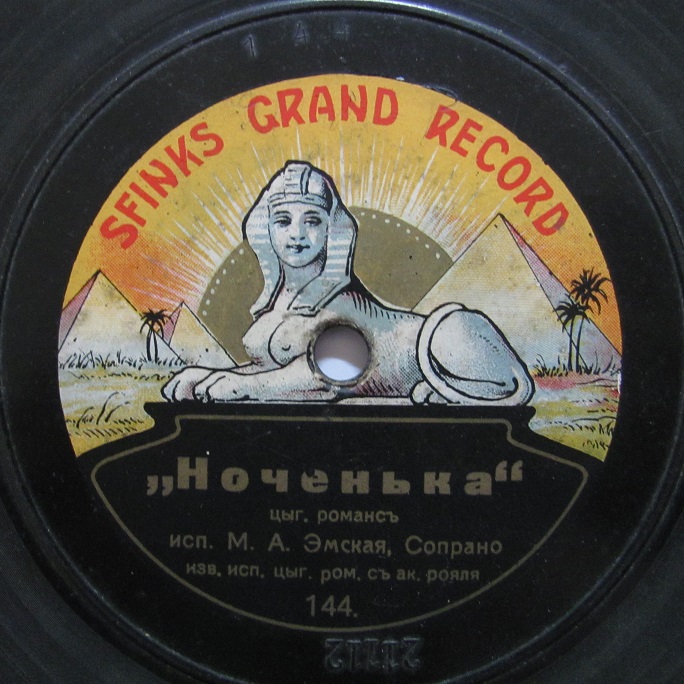 SFINKS GRAND RECORD
„Ноченька“
цыг. романсъ
исп. М. А. Эмская, Сопрано
изв. исп. цыг. ром. съ ак. рояля
144.